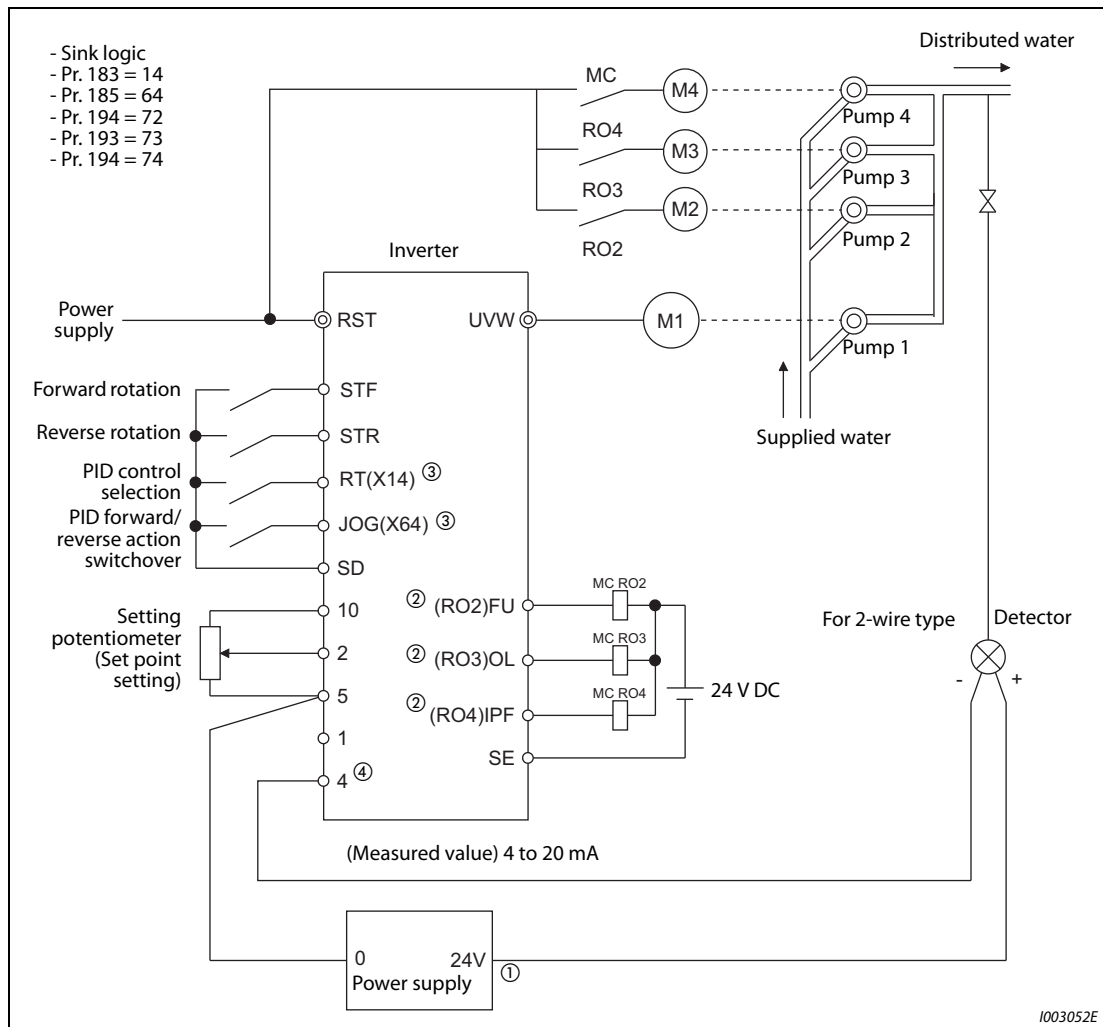 - Sink logic
- Pr. 183 = 14
- Pr. 185 = 64
- Pr. 194 = 72
- Pr. 193 = 73
- Pr. 194 = 74
Distributed water
MC
M4
Pump 4
RO4
M3
Pump 3
RO3
M2
Pump 2
RO2
Inverter
Power
supply
RST
UVW
M1
Pump 1
Supplied water
Forward rotation
STF
Reverse rotation
STR
PID control
selection
RT(X14) ③
PID forward/
reverse action
switchover
JOG(X64) ③
SD
Setting
potentiometer
(Set point
setting)
10
2
5
1
4 ④
② (RO2)FU
MC RO2
② (RO3)OL
MC RO3
② (RO4)IPF
MC RO4
SE
24 V DC
For 2-wire type
Detector
- +
(Measured value) 4 to 20 mA
0 24V ①
Power supply
I003052E